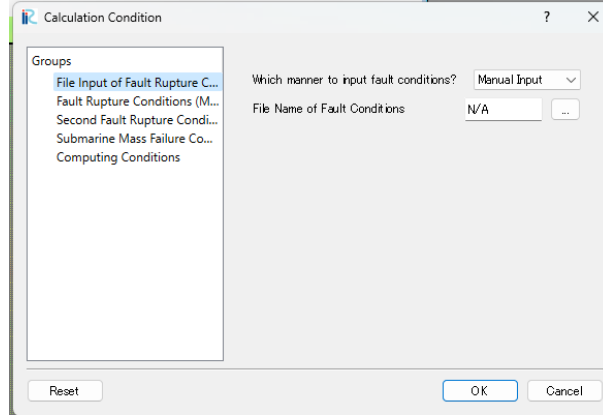 iRiC Calculation Condition ? ×
Groups
File Input of Fault Rupture C...
Fault Rupture Conditions (M...
Second Fault Rupture Condi...
Submarine Mass Failure Co...
Computing Conditions
Which manner to input fault conditions? Manual Input
File Name of Fault Conditions N/A ...
Reset OK Cancel